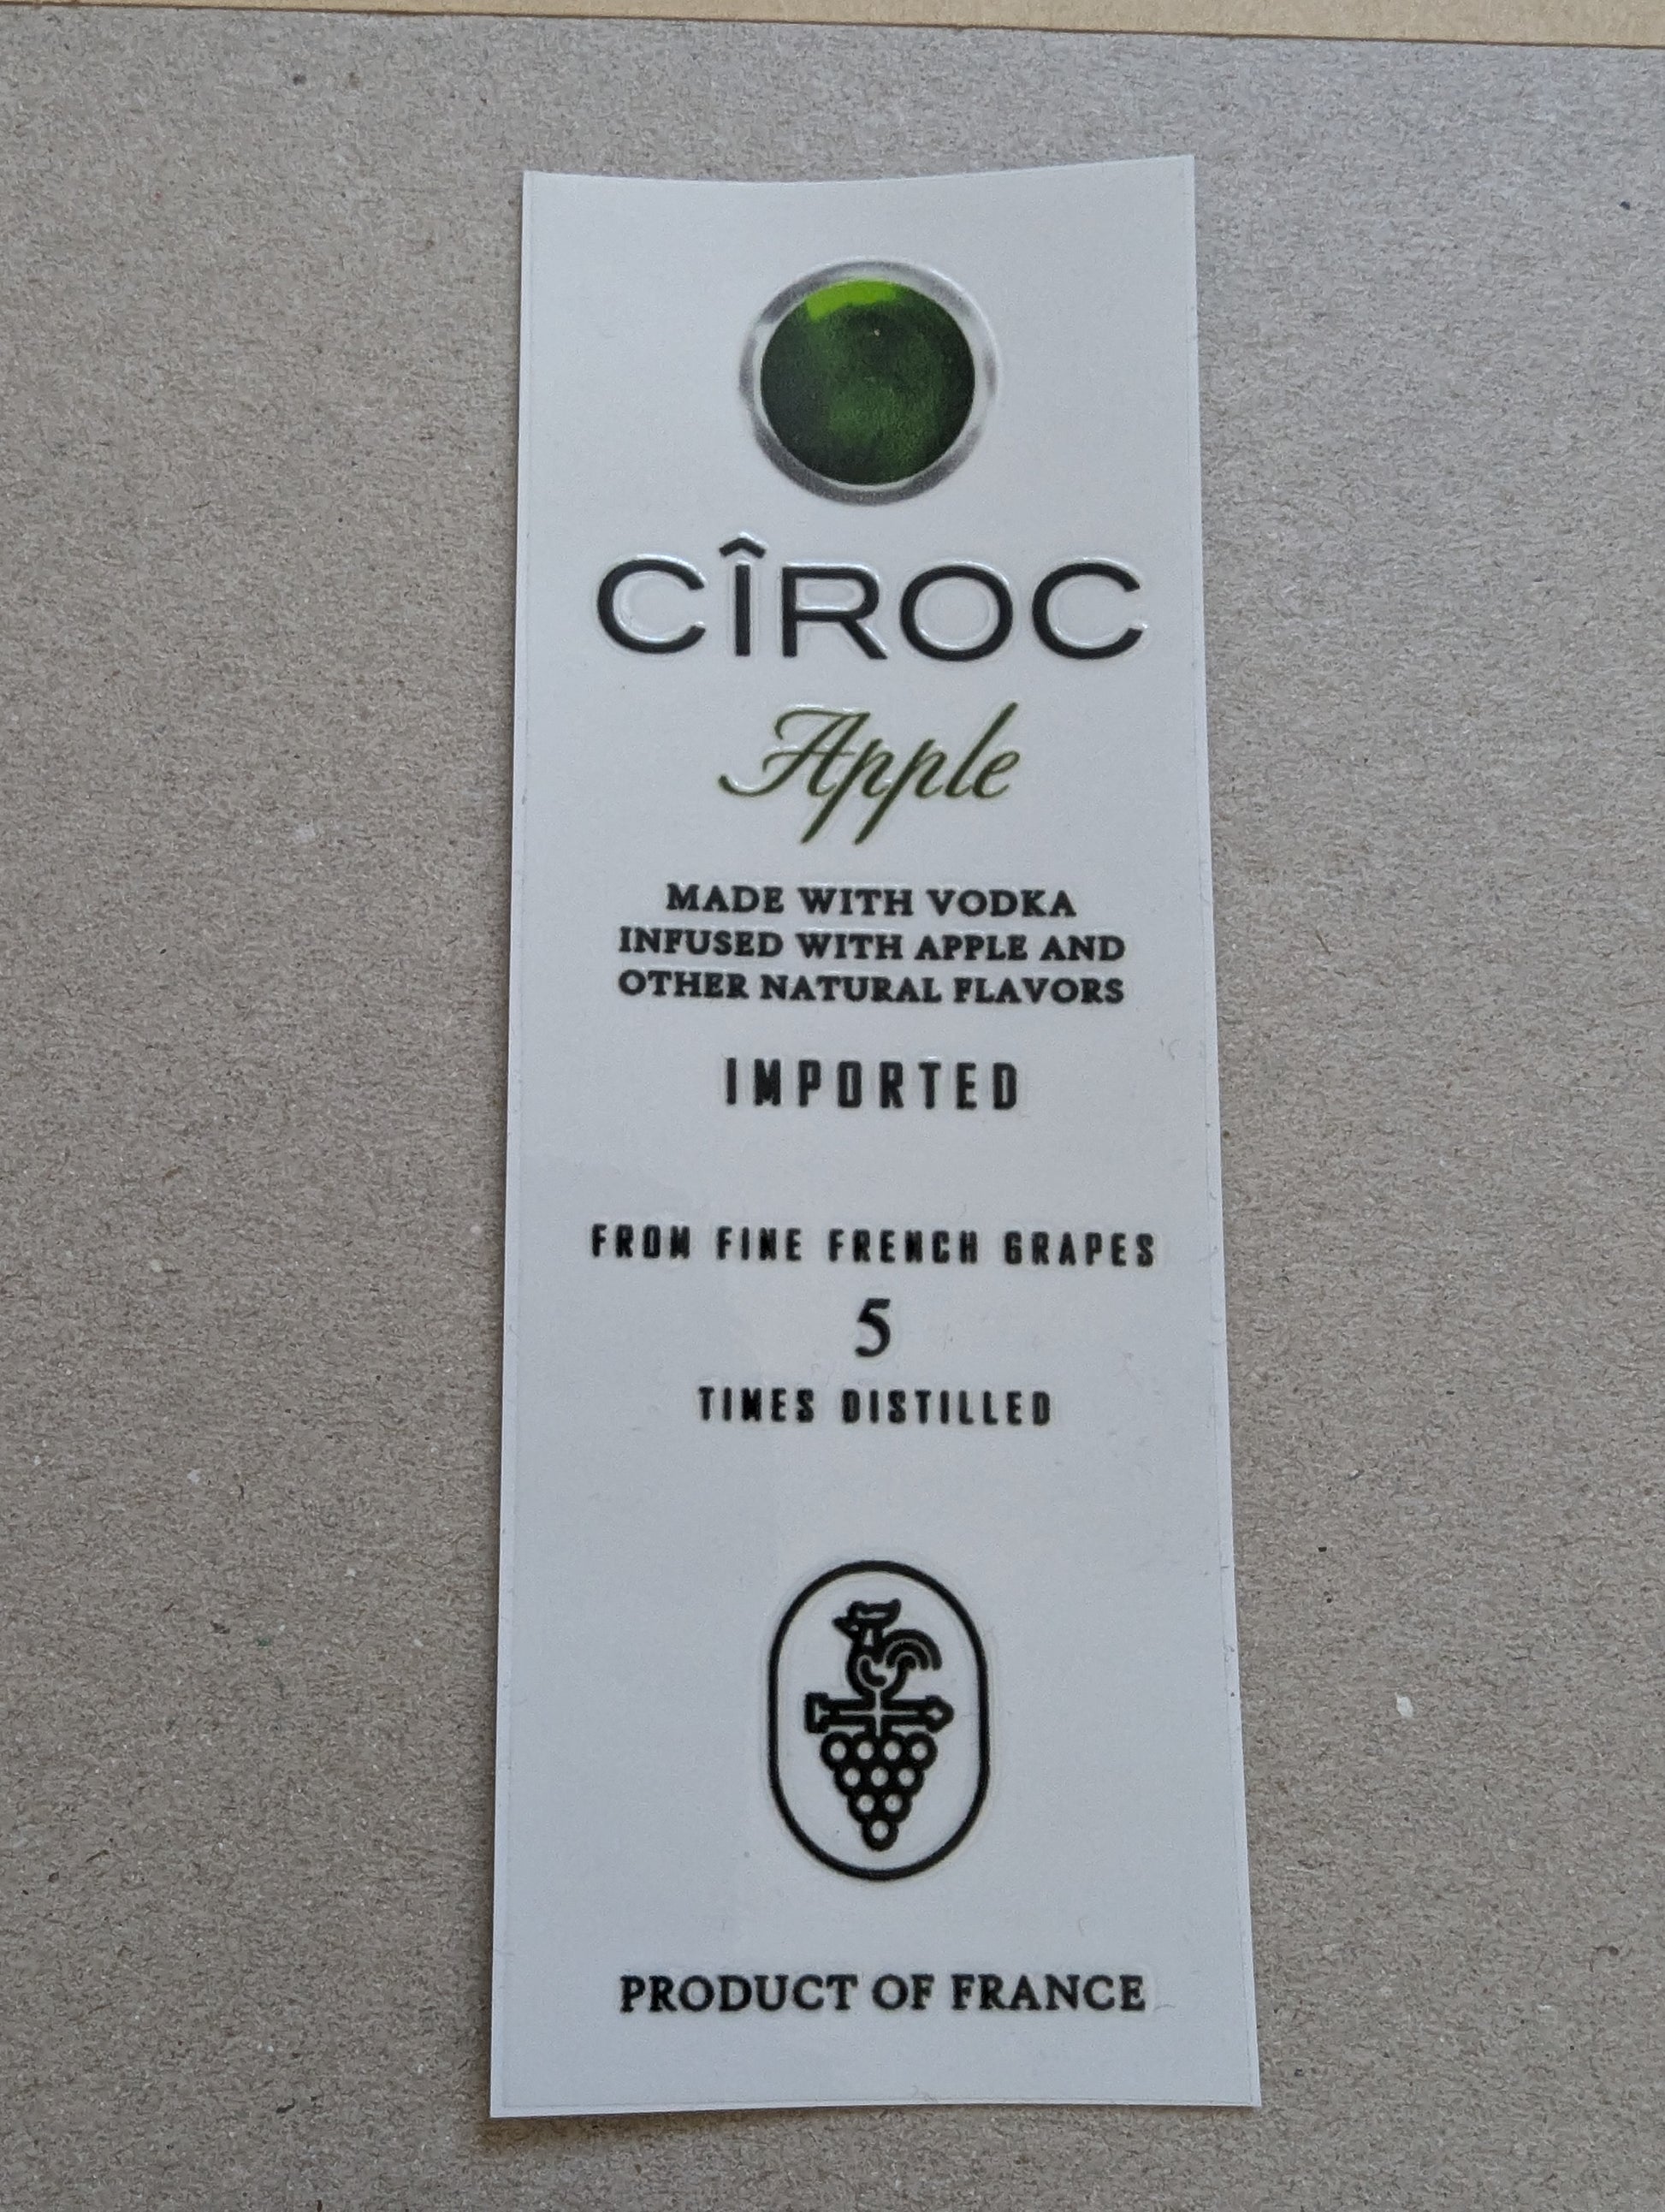 CÎROC
Apple
MADE WITH VODKA
INFUSED WITH APPLE AND
OTHER NATURAL FLAVORS
IMPORTED
FROM FINE FRENCH GRAPES
5
TIMES DISTILLED
PRODUCT OF FRANCE